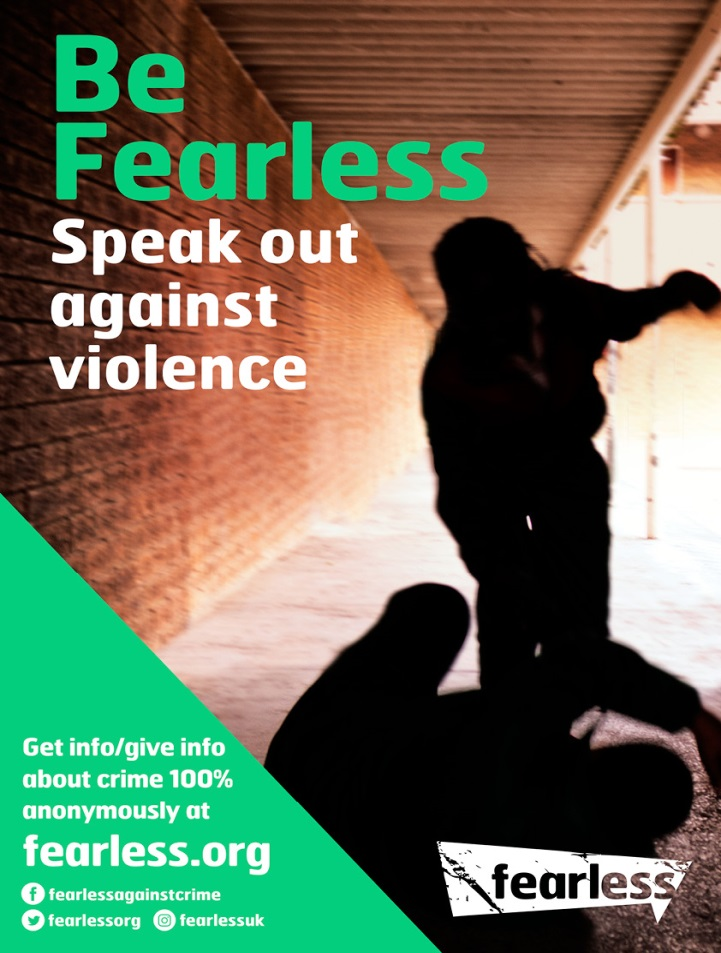 Be
Fearless
Speak out
against
violence
Get info/give info
about crime 100%
anonymously at
fearless.org
fearlessagainstcrime
fearlessorg fearlessuk
fearless